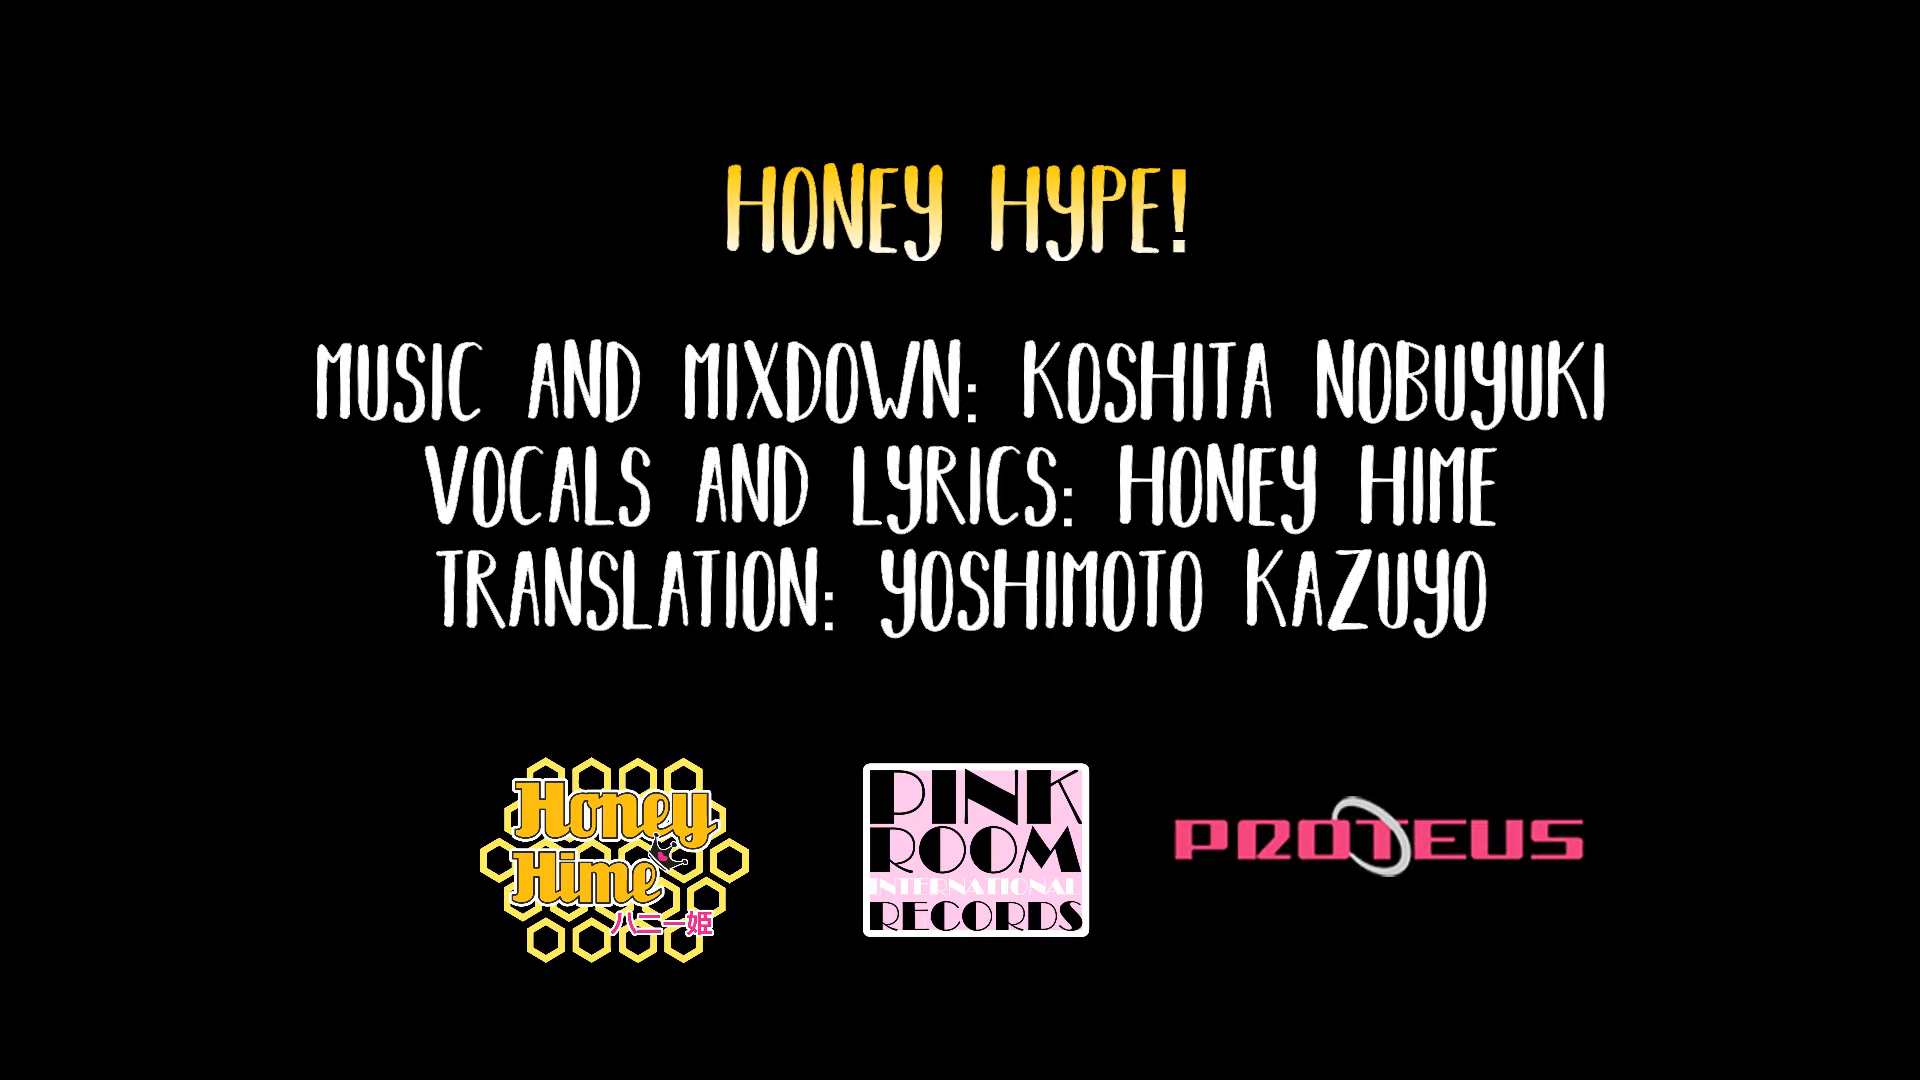 HONEY HYPE!
MUSIC AND MIXDOWN: KOSHITA NOBUYUKI
VOCALS AND LYRICS: HONEY HIME
TRANSLATION: YOSHIMOTO KAZUYO
Honey
Hime
ハニー姫
PINK
ROOM
INTERNATIONAL
RECORDS
PROTEUS